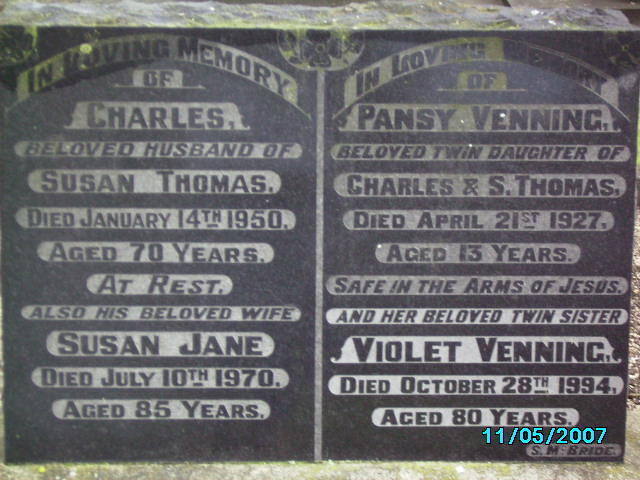 IN LOVING MEMORY
OF
CHARLES,
BELOVED HUSBAND OF
SUSAN THOMAS.
DIED JANUARY 14TH 1950.
AGED 70 YEARS.
AT REST.
ALSO HIS BELOVED WIFE
SUSAN JANE
DIED JULY 10TH 1970.
AGED 85 YEARS.
IN LOVING MEMORY
OF
PANSY VENNING,
BELOVED TWIN DAUGHTER OF
CHARLES & S. THOMAS,
DIED APRIL 21ST 1927,
AGED 13 YEARS.
SAFE IN THE ARMS OF JESUS.
AND HER BELOVED TWIN SISTER
VIOLET VENNING,
DIED OCTOBER 28TH 1994,
AGED 80 YEARS.
S. McBRIDE.
11/05/2007